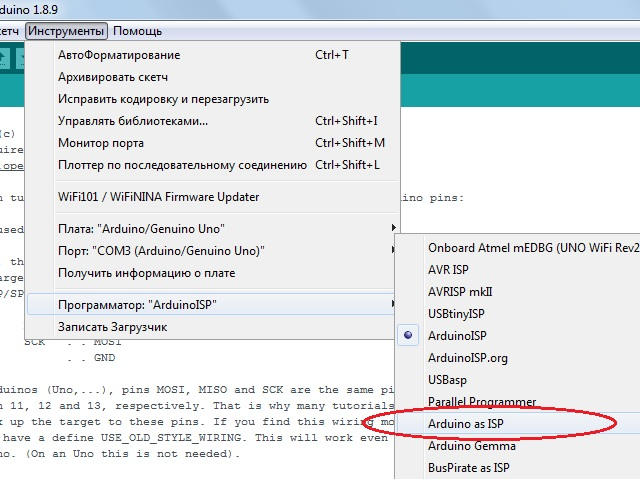 duino 1.8.9
кетч Инструменты Помощь
АвтоФорматирование Ctrl+T
Архивировать скетч
Исправить кодировку и перезагрузить
Управлять библиотеками... Ctrl+Shift+I
Монитор порта Ctrl+Shift+M
Плоттер по последовательному соединению Ctrl+Shift+L
WiFi101 / WiFiNINA Firmware Updater
Плата: "Arduino/Genuino Uno"
Порт: "COM3 (Arduino/Genuino Uno)"
Получить информацию о плате
Программатор: "ArduinoISP"
Записать Загрузчик
Onboard Atmel mEDBG (UNO WiFi Rev2
AVR ISP
AVRISP mkII
USBtinyISP
ArduinoISP
ArduinoISP.org
USBasp
Parallel Programmer
Arduino as ISP
Arduino Gemma
BusPirate as ISP
(c)
uire
lope
n tu ino pins:
used
, th
arge
P/SP
SCK . . MOSI
. . GND
duinos (Uno,...), pins MOSI, MISO and SCK are the same pi
n 11, 12 and 13, respectively. That is why many tutorials
k up the target to these pins. If you find this wiring mo
have a define USE_OLD_STYLE_WIRING. This will work even
no. (On an Uno this is not needed).